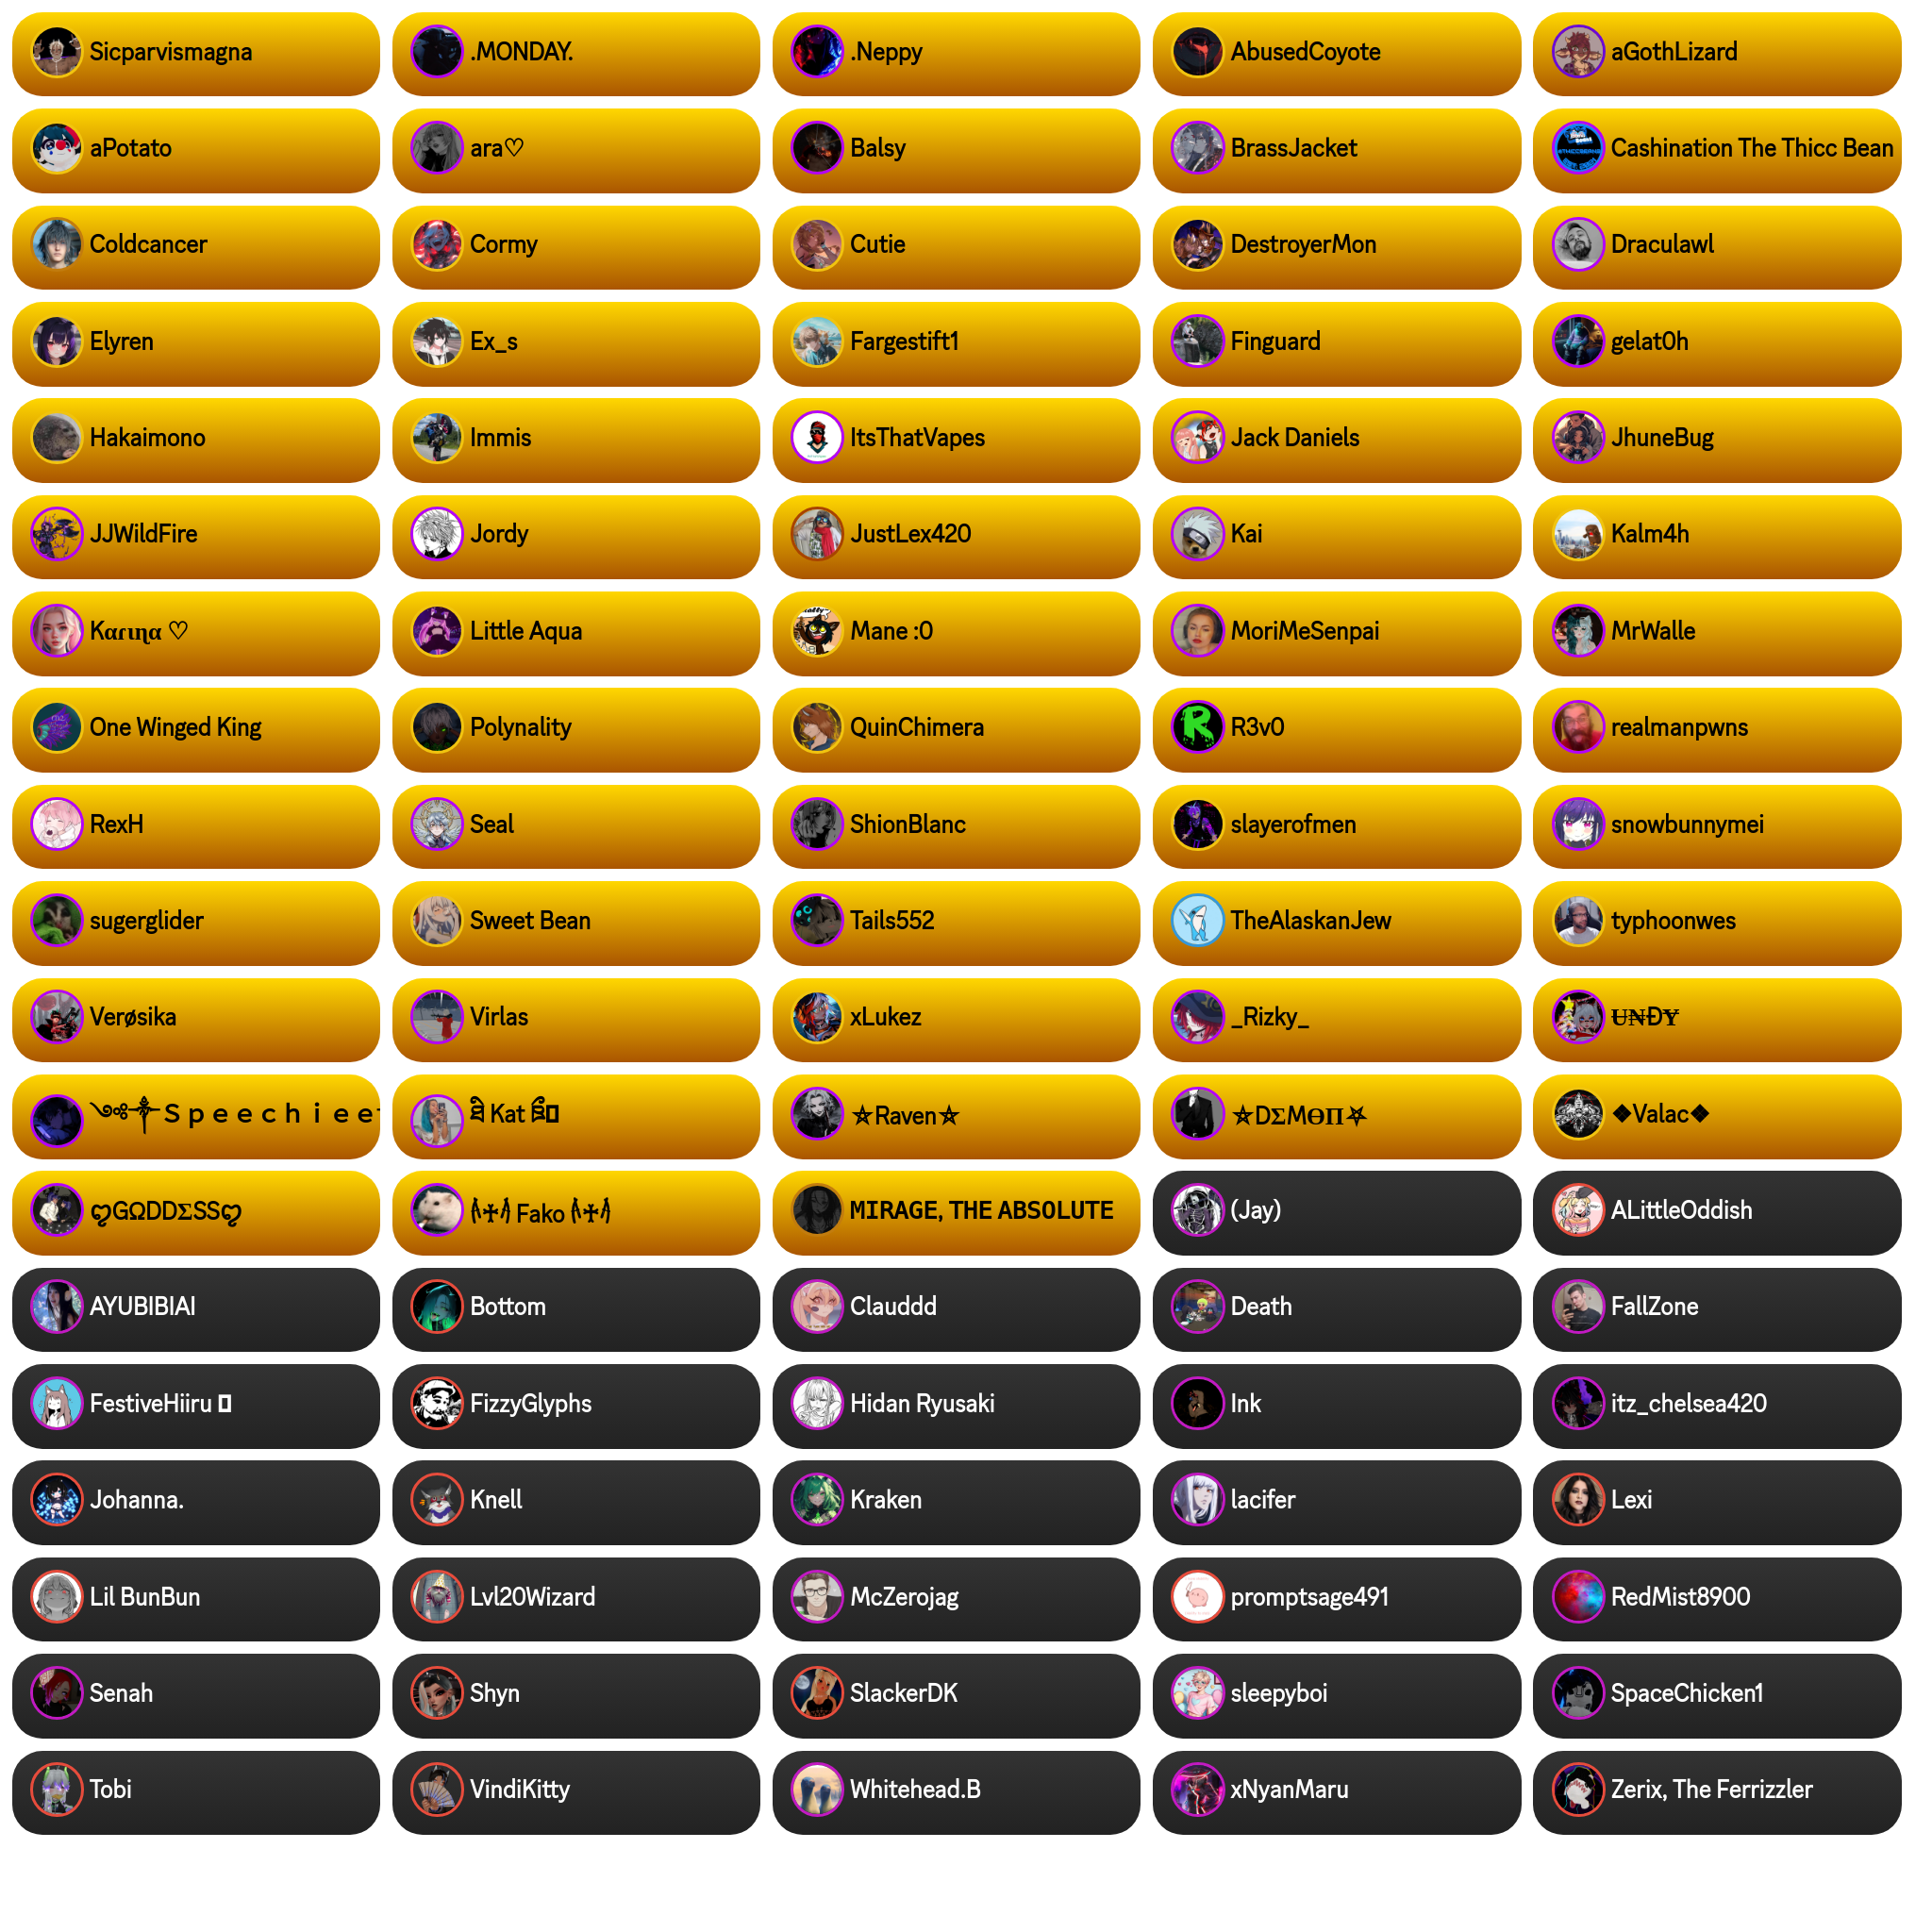 Sicparvismagna
.MONDAY.
.Neppy
AbusedCoyote
aGothLizard
aPotato
ara♡
Balsy
BrassJacket
Cashination The Thicc Bean
Coldcancer
Cormy
Cutie
DestroyerMon
Draculawl
Elyren
Ex_s
Fargestift1
Finguard
gelat0h
Hakaimono
Immis
ItsThatVapes
Jack Daniels
JhuneBug
JJWildFire
Jordy
JustLex420
Kai
Kalm4h
Kαɾιɳα ♡
Little Aqua
Mane :0
MoriMeSenpai
MrWalle
One Winged King
Polynality
QuinChimera
R3v0
realmanpwns
RexH
Seal
ShionBlanc
slayerofmen
snowbunnymei
sugerglider
Sweet Bean
Tails552
TheAlaskanJew
typhoonwes
Verøsika
Virlas
xLukez
_Rizky_
U̶N̶ĐY̶
༺༒Ｓｐｅｅｃｈｉｅｅ
Kat
⛤Raven⛤
⛤DΣMӨΠ⛧
❖Valac❖
ღGΩDDΣSSღ
Fako
MIRAGE, THE ABSOLUTE
(Jay)
ALittleOddish
AYUBIBIAI
Bottom
Clauddd
Death
FallZone
FestiveHiiru
FizzyGlyphs
Hidan Ryusaki
Ink
itz_chelsea420
Johanna.
Knell
Kraken
lacifer
Lexi
Lil BunBun
Lvl20Wizard
McZerojag
promptsage491
RedMist8900
Senah
Shyn
SlackerDK
sleepyboi
SpaceChicken1
Tobi
VindiKitty
Whitehead.B
xNyanMaru
Zerix, The Ferrizzler